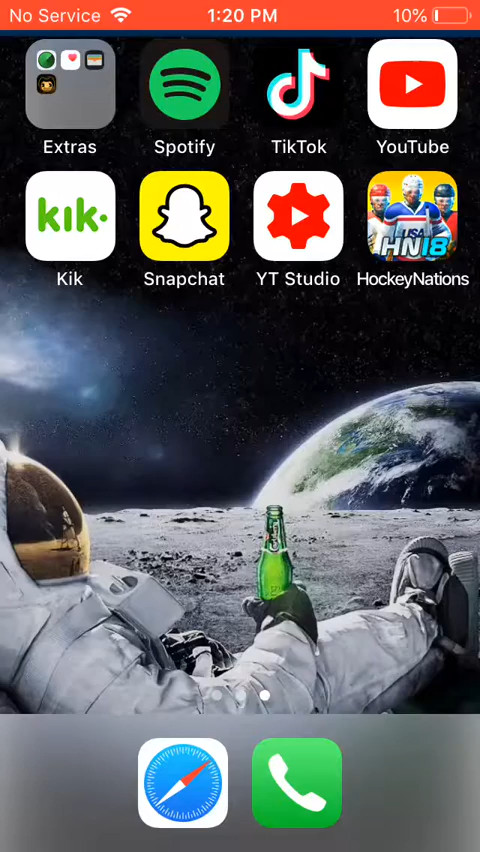 No Service 1:20 PM 10%
Extras Spotify TikTok YouTube
kik.
USA
HN18
Kik Snapchat YT Studio HockeyNations